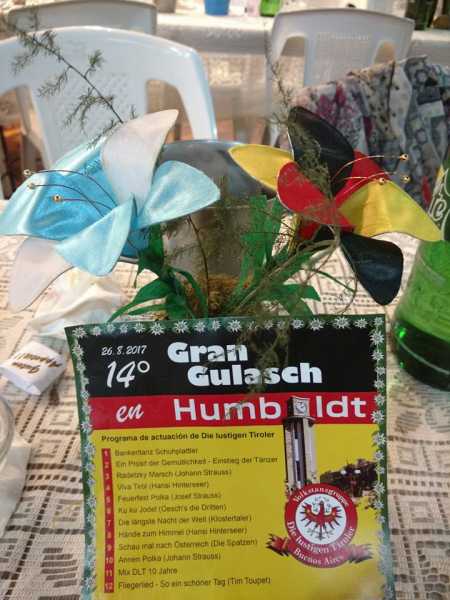 26.8.2017
14º
Gran
Gulasch
en Humboldt
Programa de actuación de Die lustigen Tiroler
1 Bankerltanz Schuhplattler
2 Ein Prosit der Gemütlichkeit - Einstieg der Tänzer
3 Radetzky Marsch (Johann Strauss)
4 Viva Tirol (Hansi Hinterseer)
5 Feuerfest Polka (Josef Strauss)
6 Ku ku Jodel (Oesch's die Dritten)
7 Die längste Nacht der Welt (Klostertaler)
8 Hände zum Himmel (Hansi Hinterseer)
9 Schau mal nach Österreich (Die Spatzen)
10 Annen Polka (Johann Strauss)
11 Mix DLT 10 Jahre
12 Fliegerlied - So ein schöner Tag (Tim Toupet)
Volkstanzgruppe
Die lustigen Tiroler
Buenos Aires